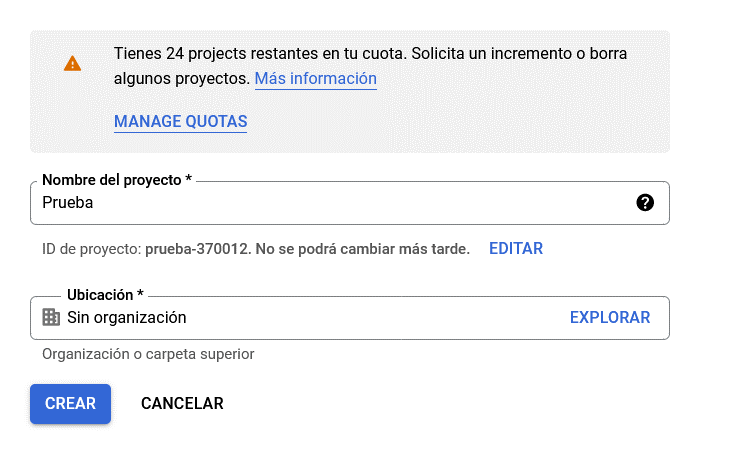 Tienes 24 projects restantes en tu cuota. Solicita un incremento o borra
algunos proyectos. Más información
MANAGE QUOTAS
Nombre del proyecto *
Prueba
ID de proyecto: prueba-370012. No se podrá cambiar más tarde. EDITAR
Ubicación *
Sin organización EXPLORAR
Organización o carpeta superior
CREAR CANCELAR